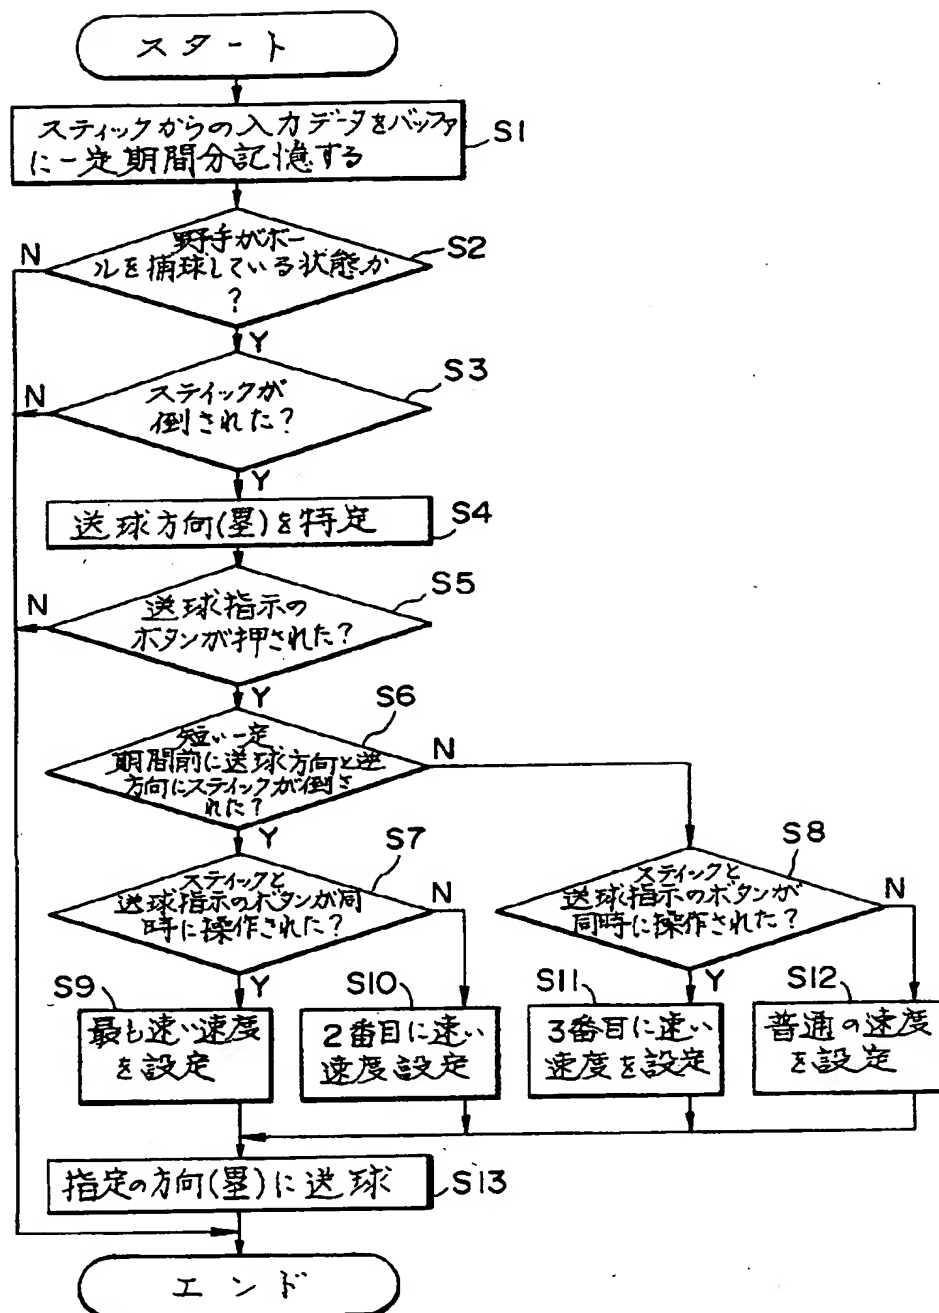 スタート
スティックからの入力データをバッファ
に一定期間分記憶する
S1
野手がボー
ルを捕球している状態か
?
S2
N
Y
スティックが
倒された?
S3
N
Y
送球方向(塁)を特定
S4
送球指示の
ボタンが押された?
S5
N
Y
短い一定
期間前に送球方向と逆
方向にスティックが倒さ
れた?
S6
N
Y
スティックと
送球指示のボタンが同
時に操作された?
S7
N
Y
スティックと
送球指示のボタンが
同時に操作された?
S8
N
Y
S9
最も速い速度
を設定
S10
2番目に速い
速度設定
S11
3番目に速い
速度を設定
S12
普通の速度
を設定
指定の方向(塁)に送球
S13
エンド